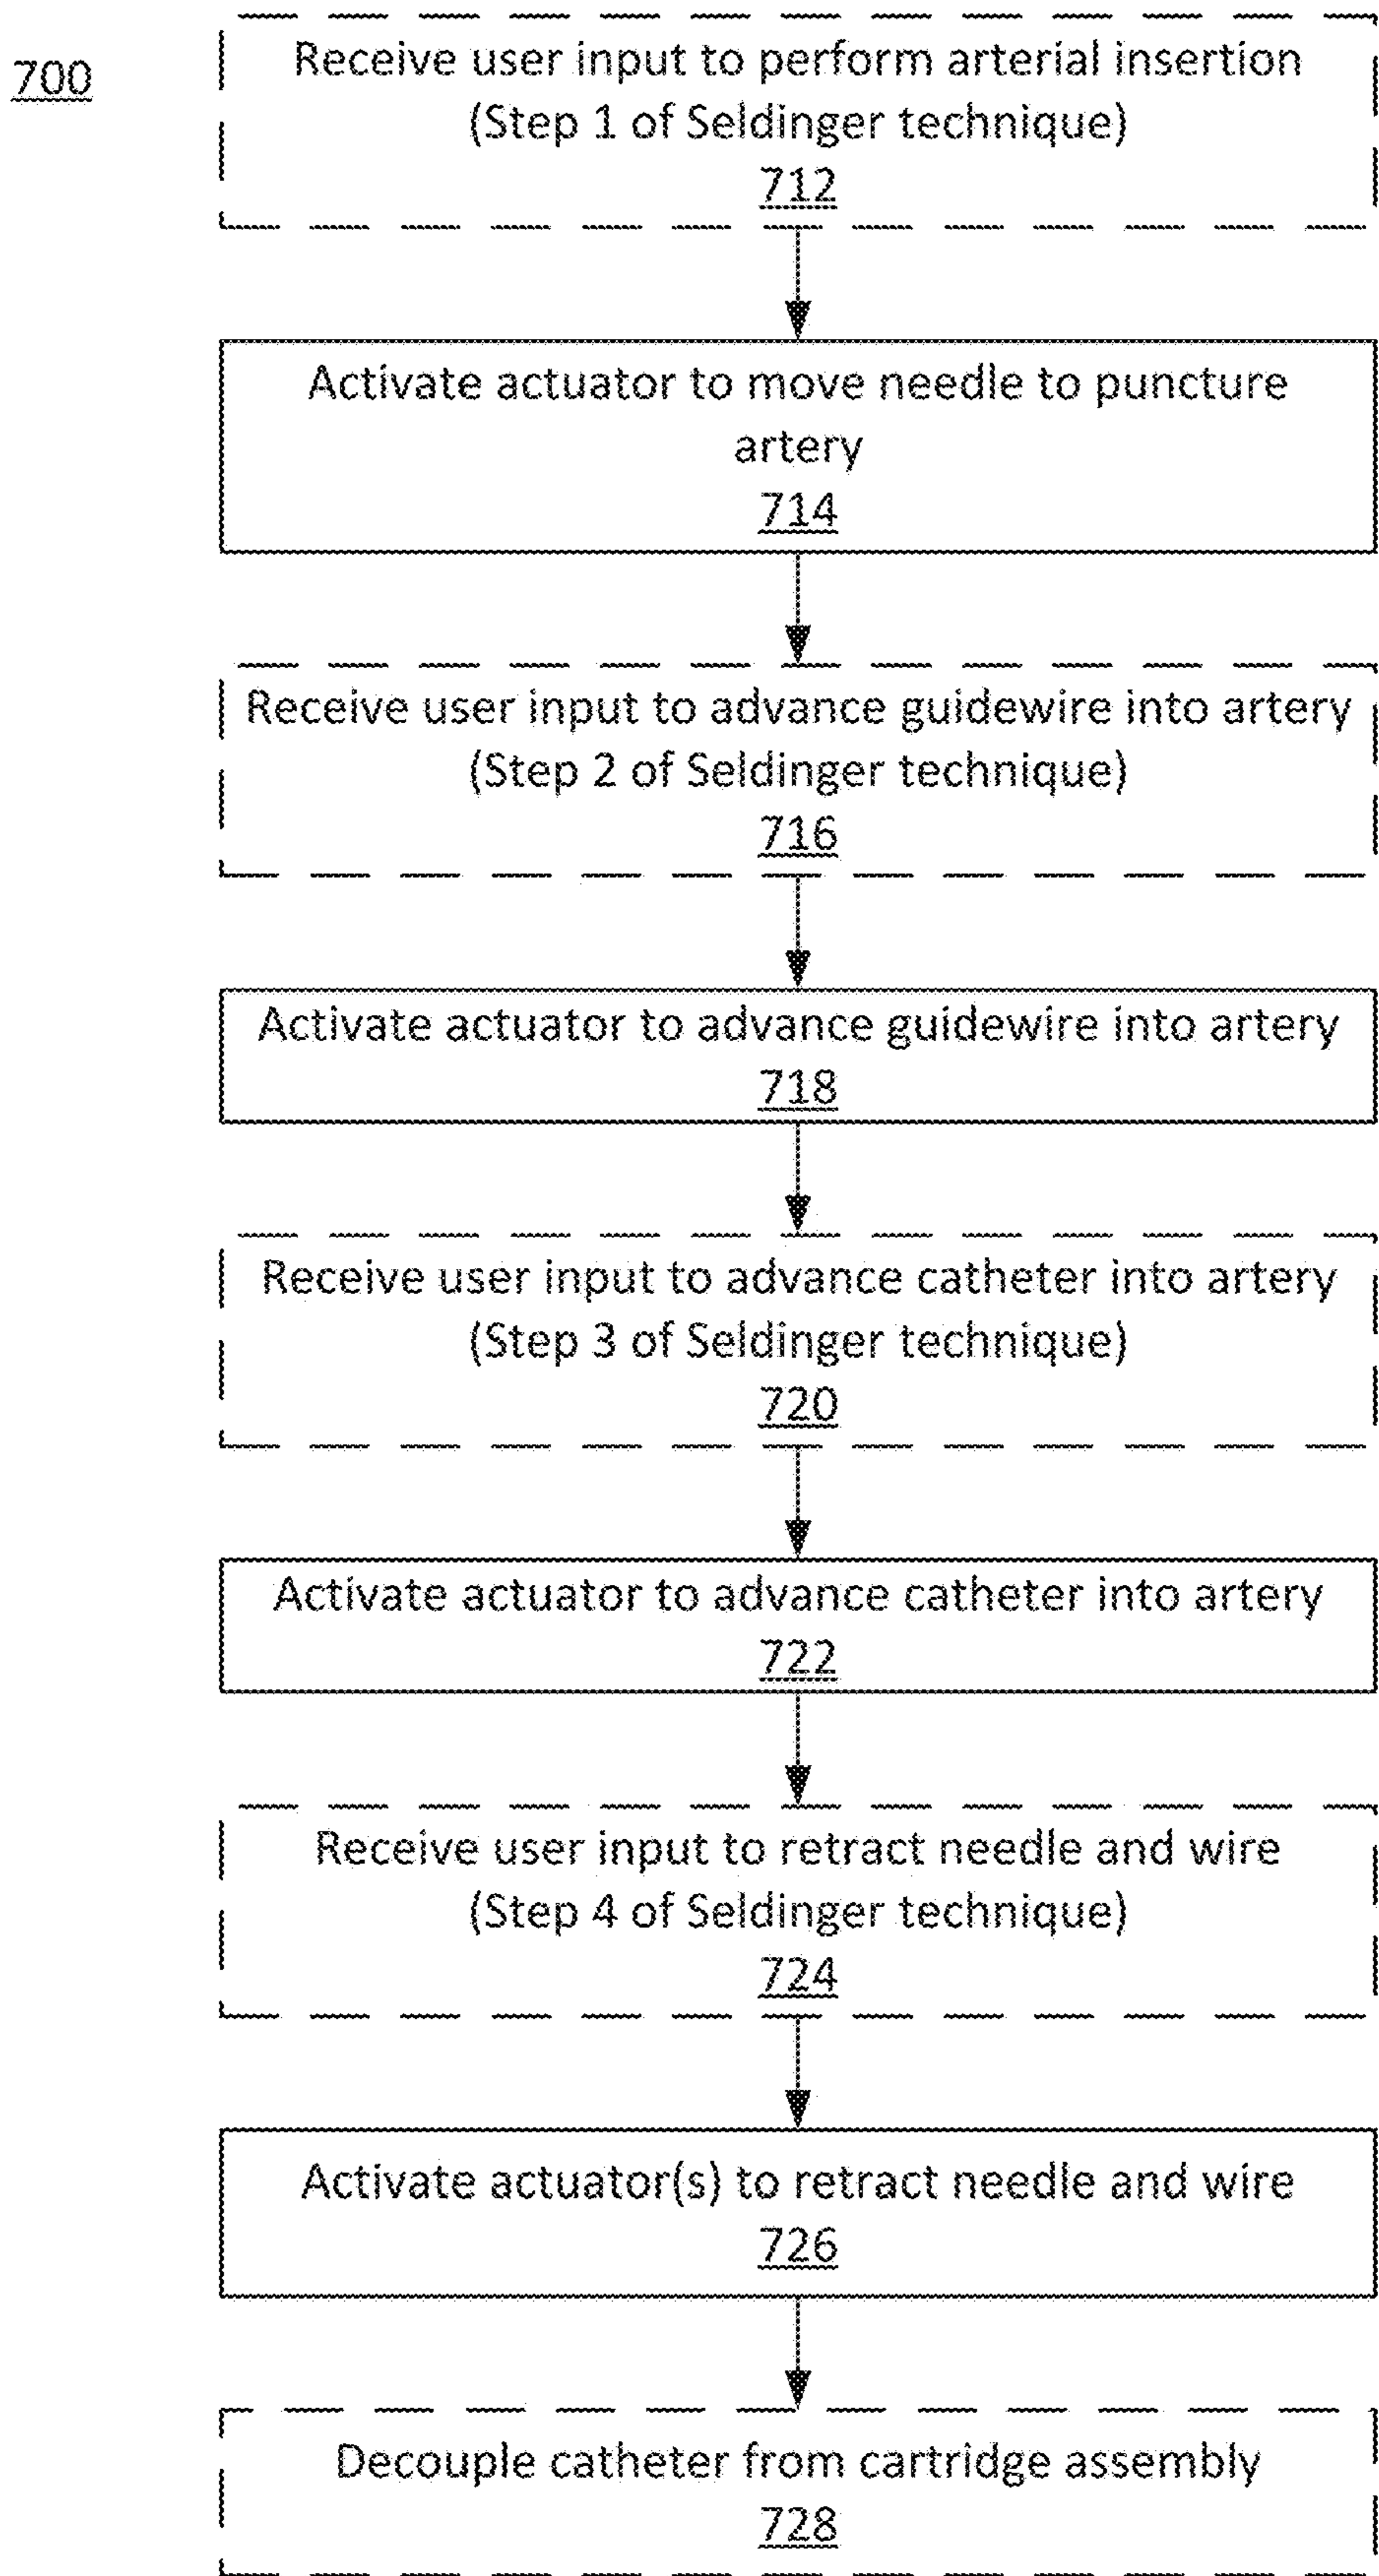 700
Receive user input to perform arterial insertion
(Step 1 of Seldinger technique)
712
Activate actuator to move needle to puncture
artery
714
Receive user input to advance guidewire into artery
(Step 2 of Seldinger technique)
716
Activate actuator to advance guidewire into artery
718
Receive user input to advance catheter into artery
(Step 3 of Seldinger technique)
720
Activate actuator to advance catheter into artery
722
Receive user input to retract needle and wire
(Step 4 of Seldinger technique)
724
Activate actuator(s) to retract needle and wire
726
Decouple catheter from cartridge assembly
728